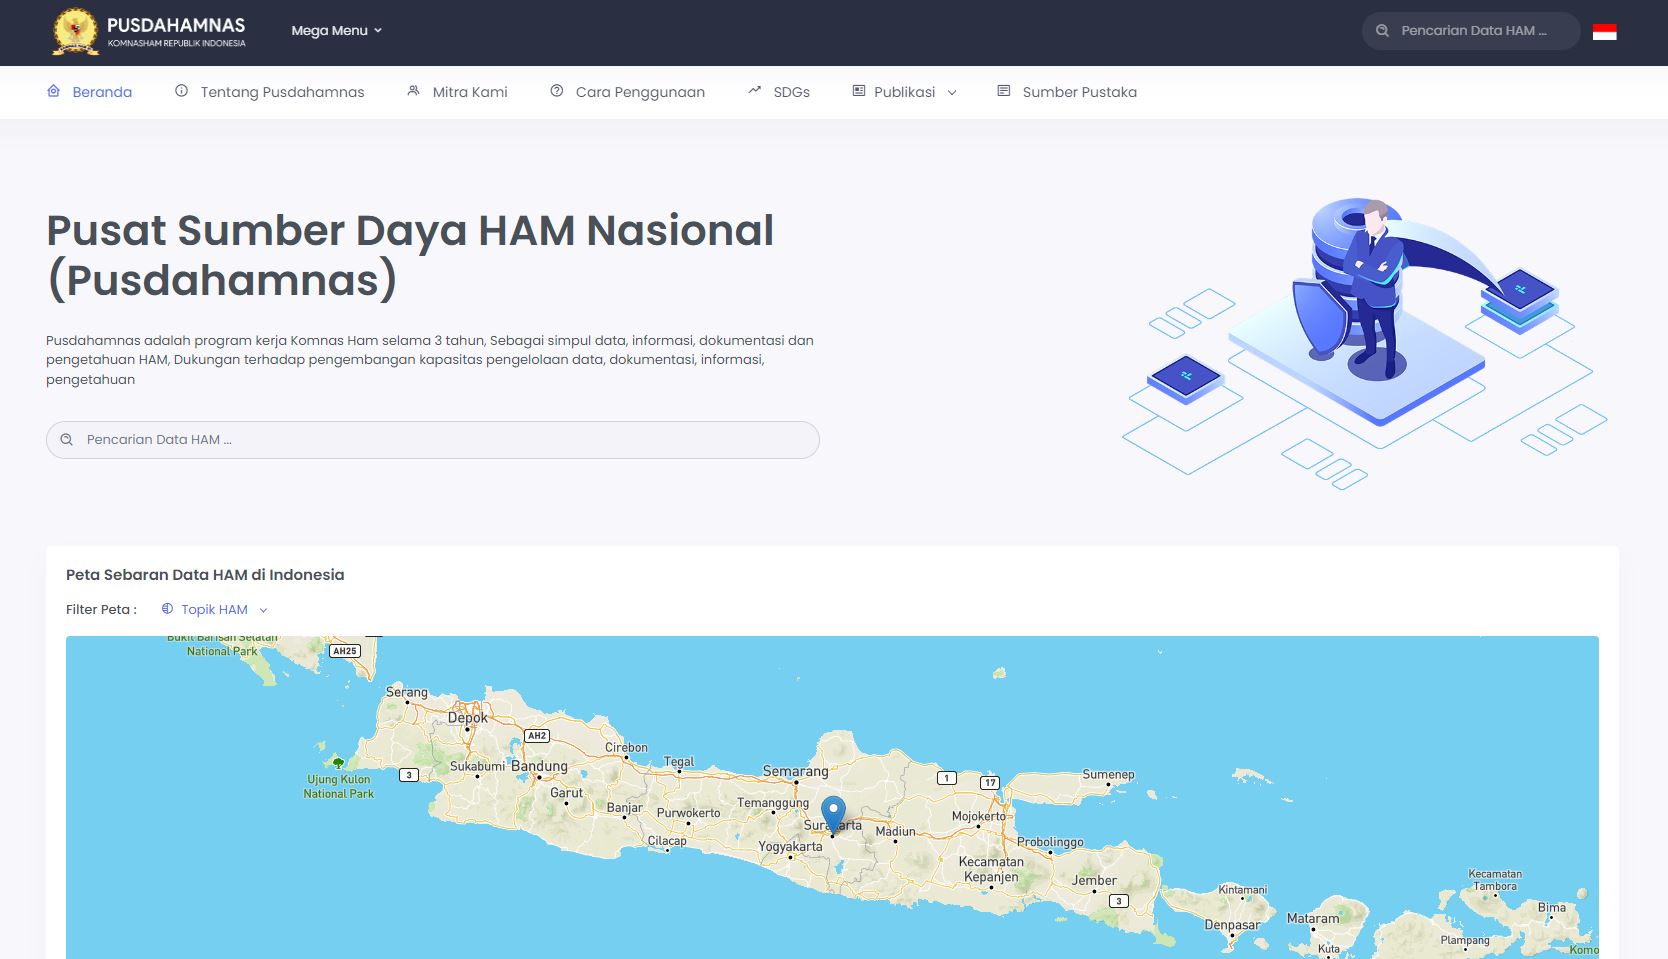 PUSDAHAMNAS
KOMNASHAM REPUBLIK INDONESIA
Mega Menu
Pencarian Data HAM ...
Beranda
Tentang Pusdahamnas
Mitra Kami
Cara Penggunaan
SDGs
Publikasi
Sumber Pustaka
Pusat Sumber Daya HAM Nasional
(Pusdahamnas)
Pusdahamnas adalah program kerja Komnas Ham selama 3 tahun, Sebagai simpul data, informasi, dokumentasi dan
pengetahuan HAM, Dukungan terhadap pengembangan kapasitas pengelolaan data, dokumentasi, informasi,
pengetahuan
Pencarian Data HAM ...
Peta Sebaran Data HAM di Indonesia
Filter Peta :
Topik HAM
Bukit Barisan Selatan
National Park
AH25
Serang
Depok
AH2
Cirebon
Sukabumi
Bandung
Tegal
Semarang
Sumenep
3
1
17
Ujung Kulon
National Park
Garut
Banjar
Purwokerto
Temanggung
Mojokerto
Surakarta
Madiun
Cilacap
Yogyakarta
Probolinggo
Kecamatan
Kepanjen
Jember
3
Kintamani
Denpasar
Mataram
Kuta
Kecamatan
Tambora
Bima
Plampang
Komo